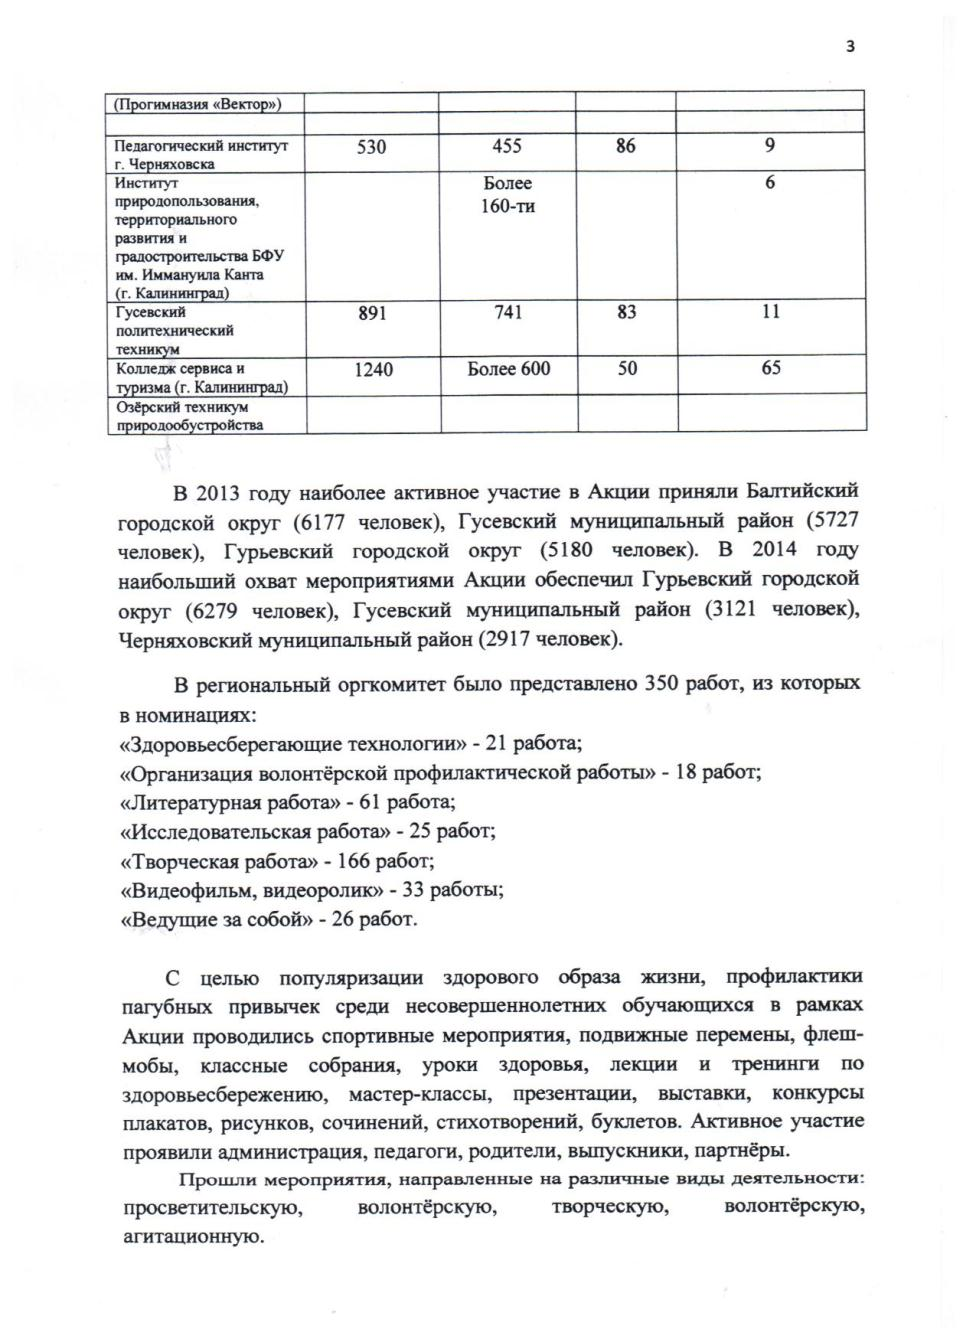 3
(Прогимназия «Вектор»)
Педагогический институт
г. Черняховска
530
455
86
9
Институт
природопользования,
территориального
развития и
градостроительства БФУ
им. Иммануила Канта
(г. Калининград)
Более
160-ти
6
Гусевский
политехнический
техникум
891
741
83
11
Колледж сервиса и
туризма (г. Калининград)
1240
Более 600
50
65
Озёрский техникум
природообустройства
В 2013 году наиболее активное участие в Акции приняли Балтийский
городской округ (6177 человек), Гусевский муниципальный район (5727
человек), Гурьевский городской округ (5180 человек). В 2014 году
наибольший охват мероприятиями Акции обеспечил Гурьевский городской
округ (6279 человек), Гусевский муниципальный район (3121 человек),
Черняховский муниципальный район (2917 человек).
В региональный оргкомитет было представлено 350 работ, из которых
в номинациях:
«Здоровьесберегающие технологии» - 21 работа;
«Организация волонтёрской профилактической работы» - 18 работ;
«Литературная работа» - 61 работа;
«Исследовательская работа» - 25 работ;
«Творческая работа» - 166 работ;
«Видеофильм, видеоролик» - 33 работы;
«Ведущие за собой» - 26 работ.
С целью популяризации здорового образа жизни, профилактики
пагубных привычек среди несовершеннолетних обучающихся в рамках
Акции проводились спортивные мероприятия, подвижные перемены, флеш-
мобы, классные собрания, уроки здоровья, лекции и тренинги по
здоровьесбережению, мастер-классы, презентации, выставки, конкурсы
плакатов, рисунков, сочинений, стихотворений, буклетов. Активное участие
проявили администрация, педагоги, родители, выпускники, партнёры.
Прошли мероприятия, направленные на различные виды деятельности:
просветительскую, волонтёрскую, творческую, волонтёрскую,
агитационную.